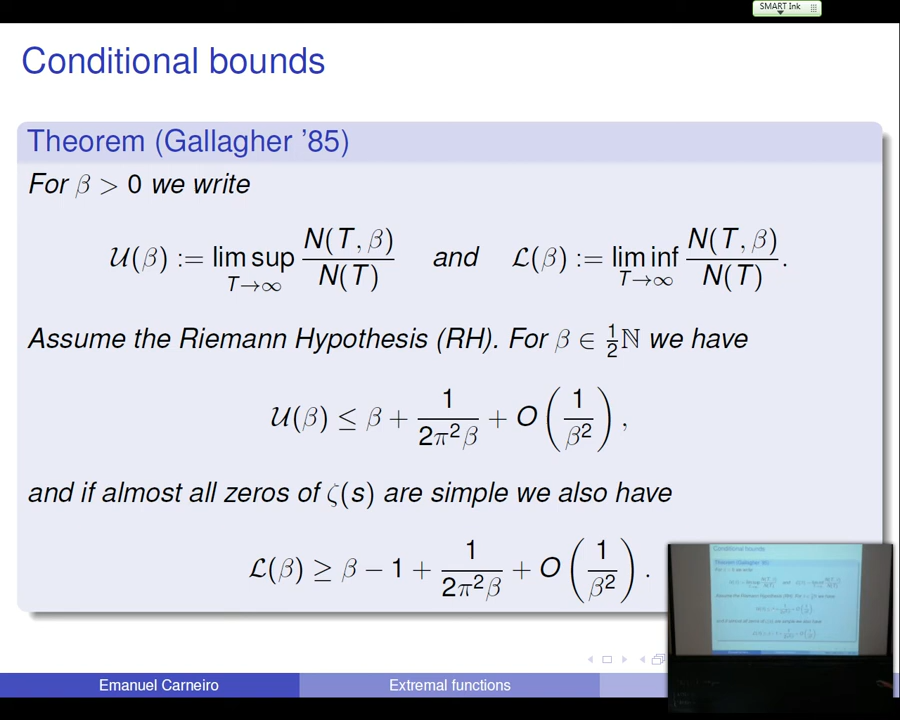 SMART Ink
Conditional bounds
Theorem (Gallagher '85)
For β > 0 we write
𝒰(β) := lim sup_{T→∞} N(T, β) / N(T) and ℒ(β) := lim inf_{T→∞} N(T, β) / N(T).
Assume the Riemann Hypothesis (RH). For β ∈ ½ℕ we have
𝒰(β) ≤ β + 1/(2π²β) + O(1/β²),
and if almost all zeros of ζ(s) are simple we also have
ℒ(β) ≥ β − 1 + 1/(2π²β) + O(1/β²).
Emanuel Carneiro
Extremal functions
Conditional bounds